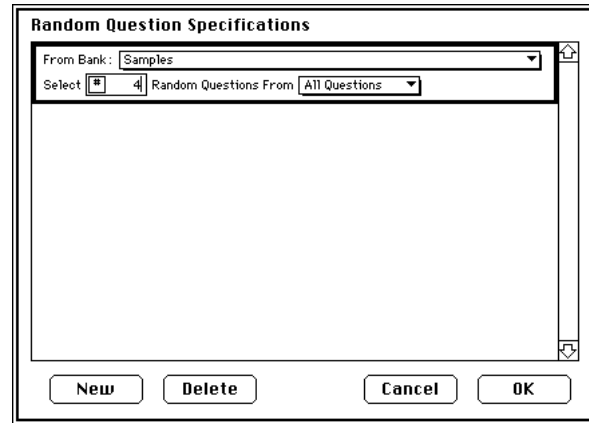 Random Question Specifications
From Bank: Samples
Select # 4 Random Questions From All Questions
New Delete Cancel OK